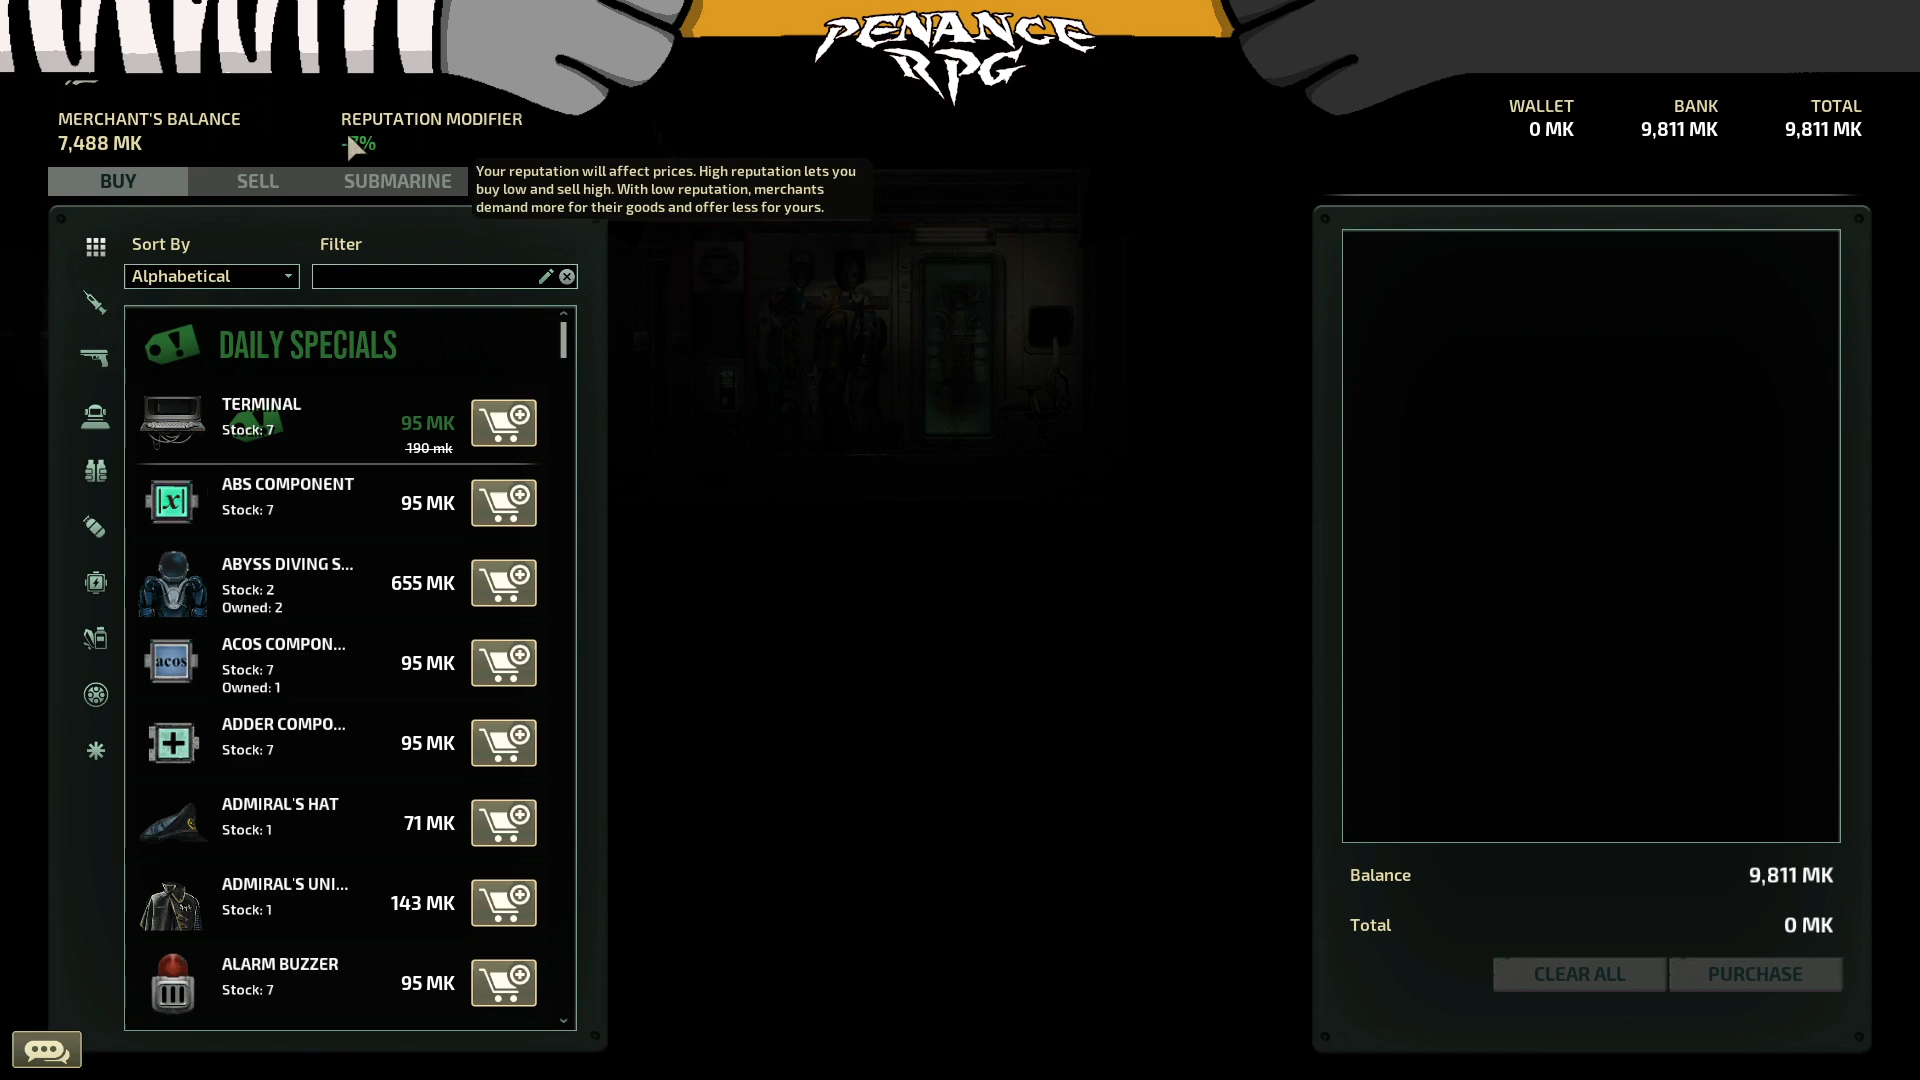 PENANCE
RPG
MERCHANT'S BALANCE
7,488 MK
REPUTATION MODIFIER
WALLET
0 MK
BANK
9,811 MK
TOTAL
9,811 MK
BUY
SELL
SUBMARINE
Your reputation will affect prices. High reputation lets you
buy low and sell high. With low reputation, merchants
demand more for their goods and offer less for yours.
Sort By
Filter
Alphabetical
DAILY SPECIALS
TERMINAL
Stock: 7
95 MK
190 mk
ABS COMPONENT
Stock: 7
95 MK
|x|
ABYSS DIVING S...
Stock: 2
Owned: 2
655 MK
ACOS COMPON...
Stock: 7
Owned: 1
95 MK
acos
ADDER COMPO...
Stock: 7
95 MK
ADMIRAL'S HAT
Stock: 1
71 MK
ADMIRAL'S UNI...
Stock: 1
143 MK
ALARM BUZZER
Stock: 7
95 MK
Balance
9,811 MK
Total
0 MK
CLEAR ALL
PURCHASE